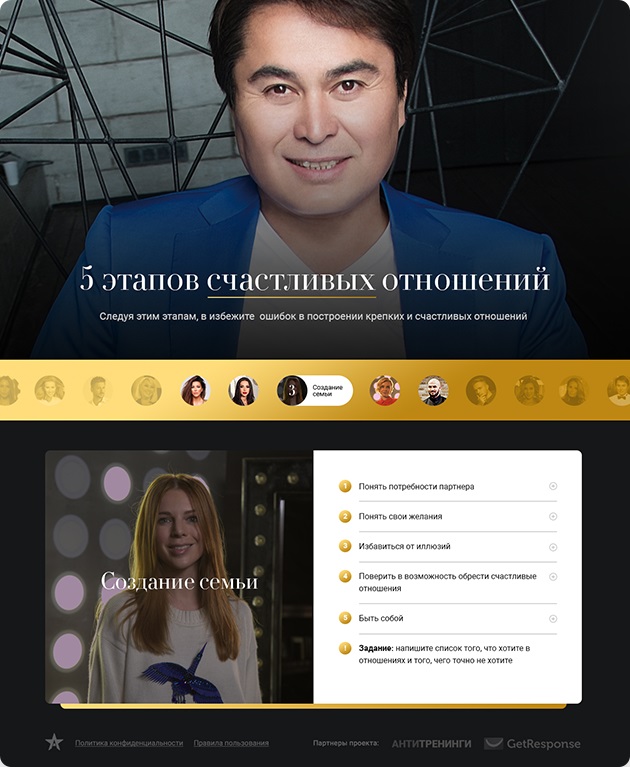 5 этапов счастливых отношений
Следуя этим этапам, в избежите ошибок в построении крепких и счастливых отношений
3
Создание
семьи
Создание семьи
1 Понять потребности партнера
2 Понять свои желания
3 Избавиться от иллюзий
4 Поверить в возможность обрести счастливые
отношения
5 Быть собой
! Задание: напишите список того, что хотите в
отношениях и того, чего точно не хотите
Политика конфиденциальности Правила пользования Партнеры проекта: АНТИТРЕНИНГИ GetResponse